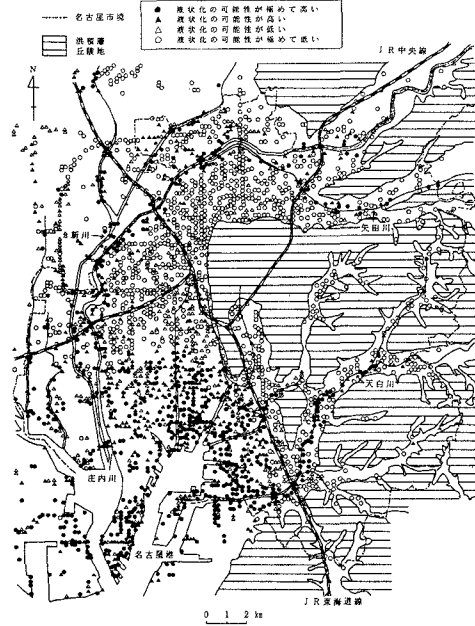 名古屋市境
● 液状化の可能性が極めて高い
▲ 液状化の可能性が高い
△ 液状化の可能性が低い
○ 液状化の可能性が極めて低い
洪積台
丘陵地
JR中央線
N
新川
矢田川
天白川
庄内川
名古屋港
JR東海道線
0 1 2 km